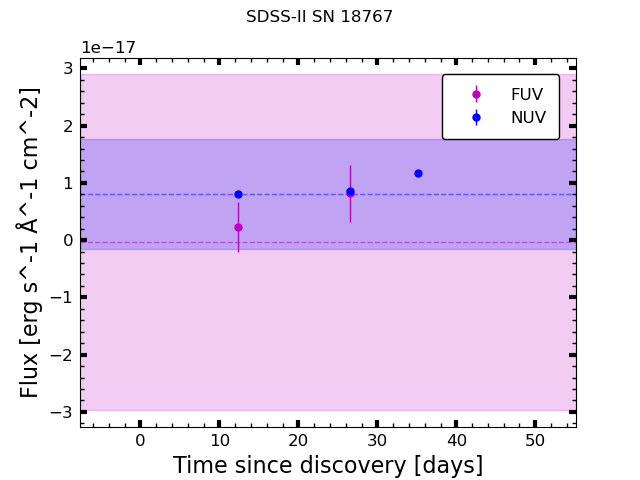 SDSS-II SN 18767
1e−17
3
2
1
0
−1
−2
−3
FUV
NUV
Flux [erg s^-1 Å^-1 cm^-2]
0 10 20 30 40 50
Time since discovery [days]